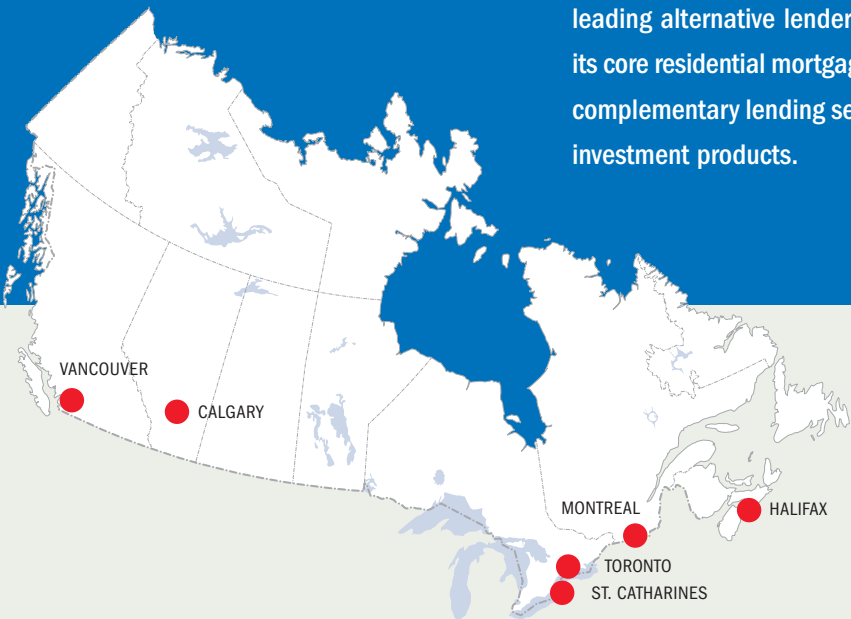 leading alternative lender
its core residential mortgag
complementary lending se
investment products.
VANCOUVER
CALGARY
MONTREAL
HALIFAX
TORONTO
ST. CATHARINES